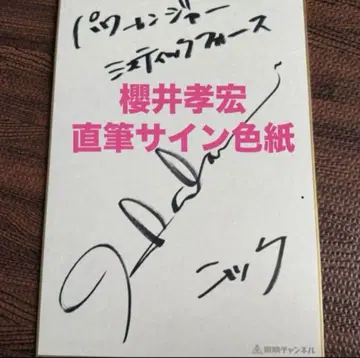 パワーレンジャー
ミスティックフォース
櫻井孝宏
直筆サイン色紙
ニック